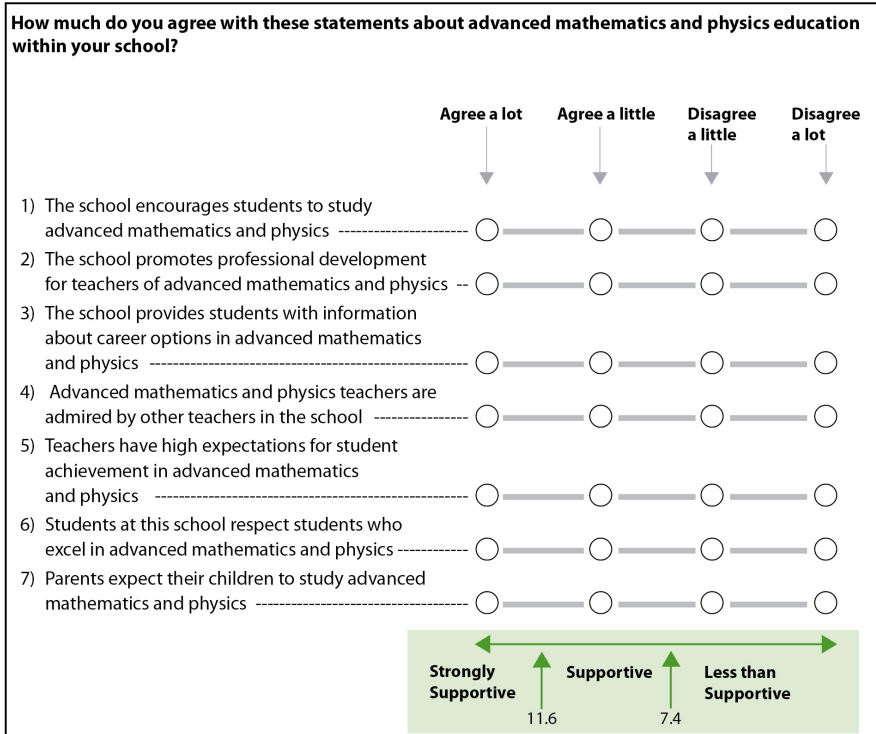 How much do you agree with these statements about advanced mathematics and physics education
within your school?
Agree a lot
Agree a little
Disagree
a little
Disagree
a lot
1) The school encourages students to study
advanced mathematics and physics ----------------------
2) The school promotes professional development
for teachers of advanced mathematics and physics --
3) The school provides students with information
about career options in advanced mathematics
and physics ------------------------------------------------------
4) Advanced mathematics and physics teachers are
admired by other teachers in the school ----------------
5) Teachers have high expectations for student
achievement in advanced mathematics
and physics -----------------------------------------------------
6) Students at this school respect students who
excel in advanced mathematics and physics ------------
7) Parents expect their children to study advanced
mathematics and physics ------------------------------------
Strongly
Supportive
Supportive
Less than
Supportive
11.6
7.4